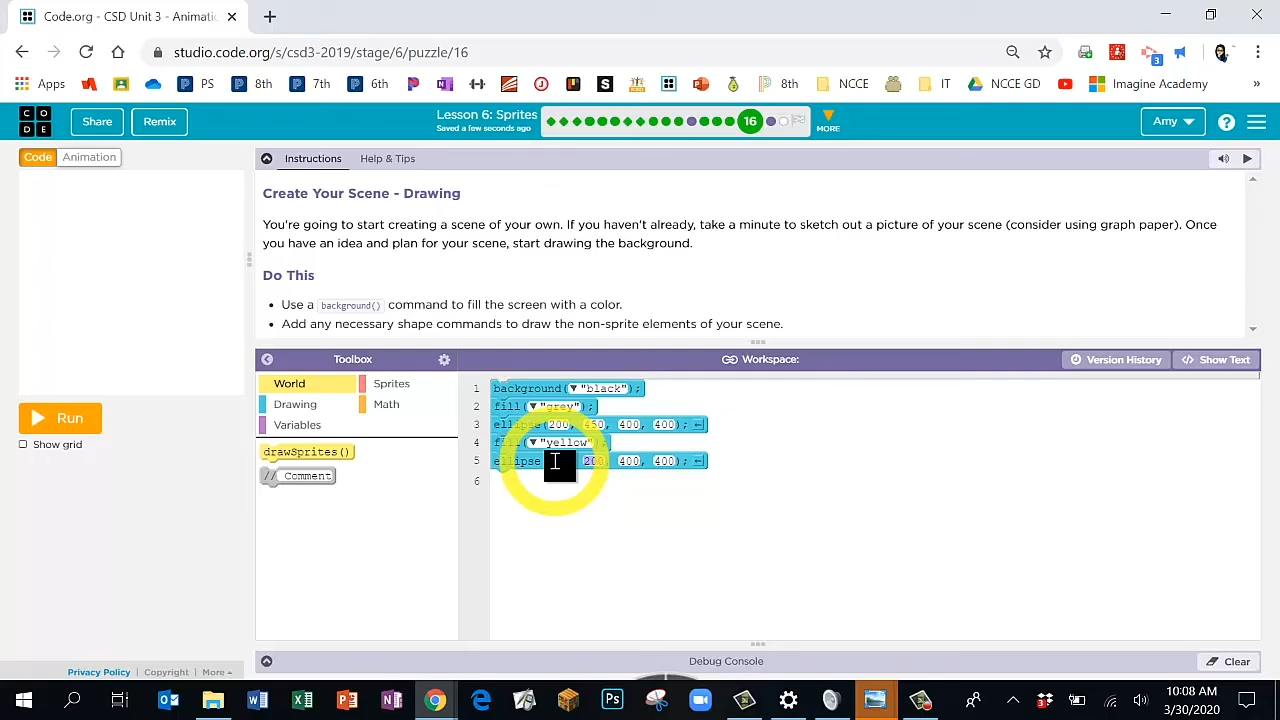 Code.org - CSD Unit 3 - Animatic
studio.code.org/s/csd3-2019/stage/6/puzzle/16
Apps PS 8th 7th 6th 8th NCCE IT NCCE GD Imagine Academy »
CODE Share Remix Lesson 6: Sprites 16 MORE Amy
Saved a few seconds ago
Code Animation Instructions Help & Tips
Create Your Scene - Drawing
You're going to start creating a scene of your own. If you haven't already, take a minute to sketch out a picture of your scene (consider using graph paper). Once
you have an idea and plan for your scene, start drawing the background.
Do This
• Use a background() command to fill the screen with a color.
• Add any necessary shape commands to draw the non-sprite elements of your scene.
Toolbox Workspace: Version History Show Text
World Sprites
Drawing Math
Variables
drawSprites()
// Comment
1 background("black");
2 fill("grey");
3 ellipse(200, 450, 400, 400);
4 fill("yellow");
5 ellipse 200, 400, 400);
6
Run
Show grid
Privacy Policy | Copyright | More
Debug Console Clear
10:08 AM
3/30/2020